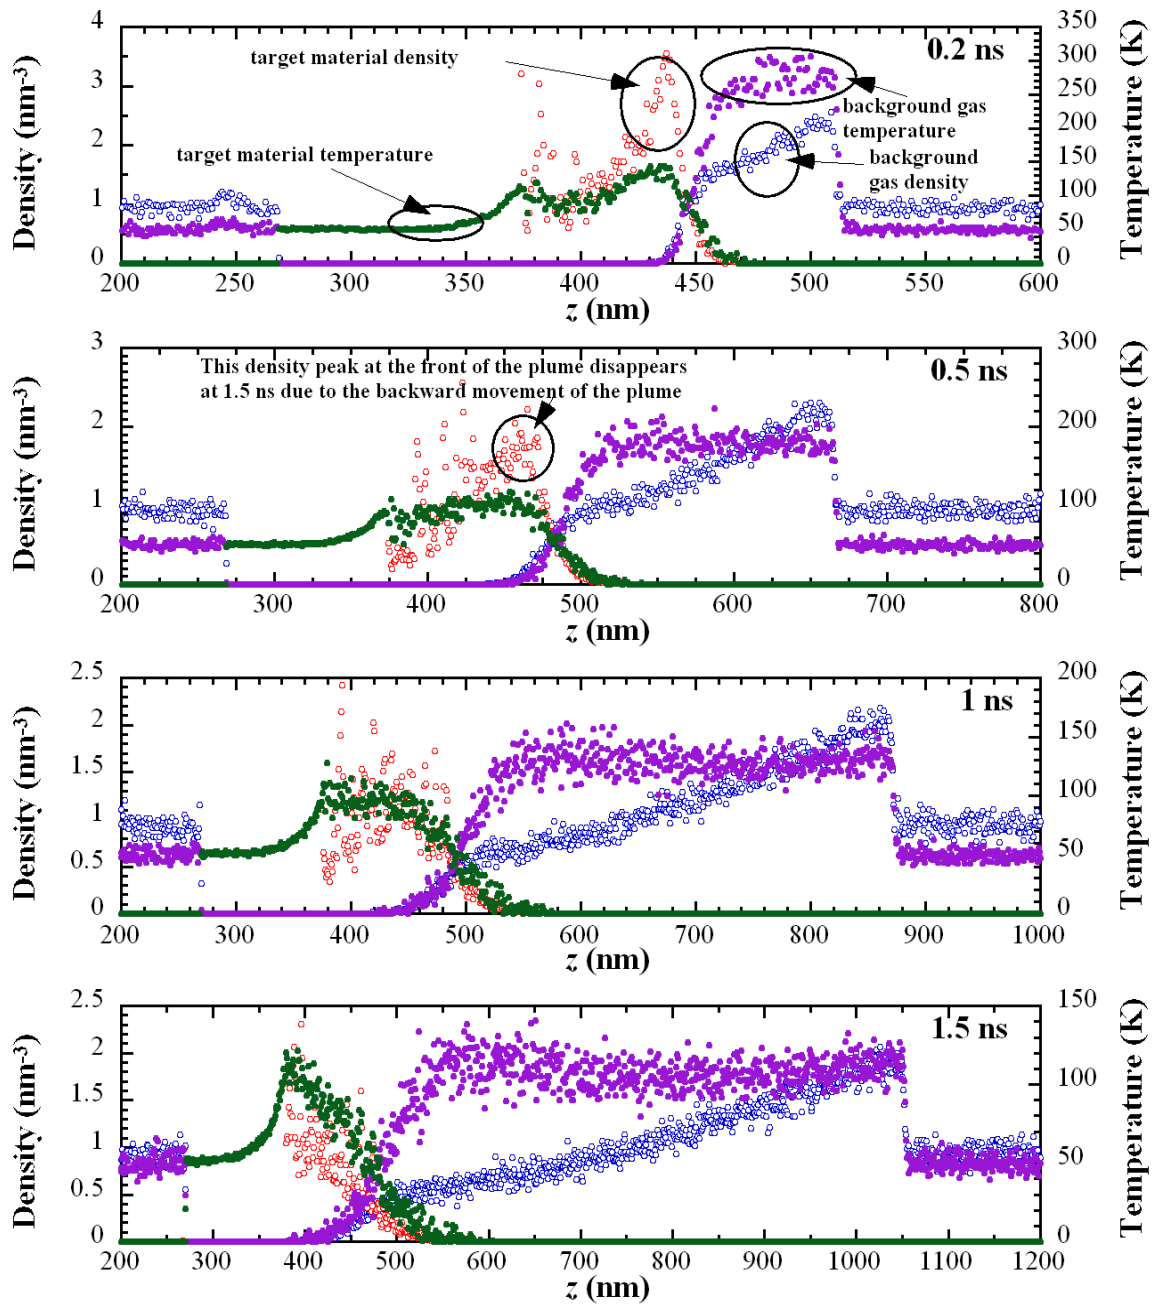 4
3
2
1
0
Density (nm-3)
350
300
250
200
150
100
50
0
Temperature (K)
0.2 ns
target material density
target material temperature
background gas
temperature
background
gas density
200 250 300 350 400 450 500 550 600
z (nm)
3
2
1
0
Density (nm-3)
300
200
100
0
Temperature (K)
0.5 ns
This density peak at the front of the plume disappears
at 1.5 ns due to the backward movement of the plume
200 300 400 500 600 700 800
z (nm)
2.5
2
1.5
1
0.5
0
Density (nm-3)
200
150
100
50
0
Temperature (K)
1 ns
200 300 400 500 600 700 800 900 1000
z (nm)
2.5
2
1.5
1
0.5
0
Density (nm-3)
150
100
50
0
Temperature (K)
1.5 ns
200 300 400 500 600 700 800 900 1000 1100 1200
z (nm)